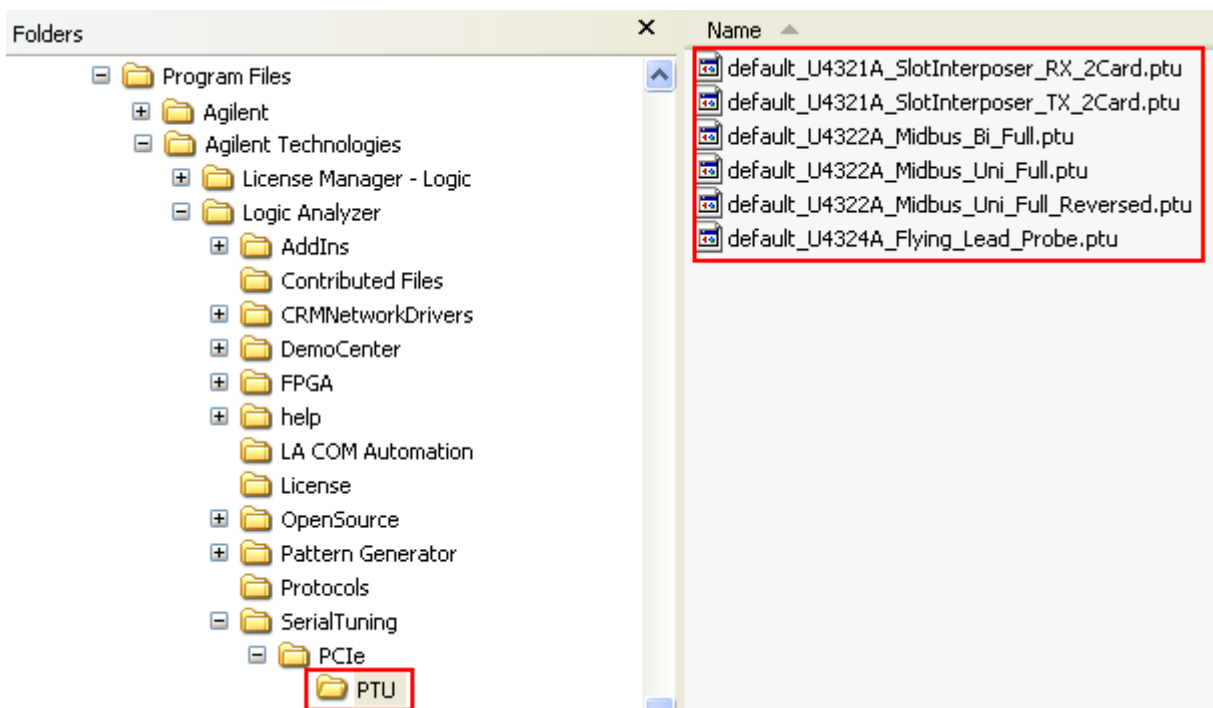 Folders
Program Files
Agilent
Agilent Technologies
License Manager - Logic
Logic Analyzer
AddIns
Contributed Files
CRMNetworkDrivers
DemoCenter
FPGA
help
LA COM Automation
License
OpenSource
Pattern Generator
Protocols
SerialTuning
PCIe
PTU
Name
default_U4321A_SlotInterposer_RX_2Card.ptu
default_U4321A_SlotInterposer_TX_2Card.ptu
default_U4322A_Midbus_Bi_Full.ptu
default_U4322A_Midbus_Uni_Full.ptu
default_U4322A_Midbus_Uni_Full_Reversed.ptu
default_U4324A_Flying_Lead_Probe.ptu